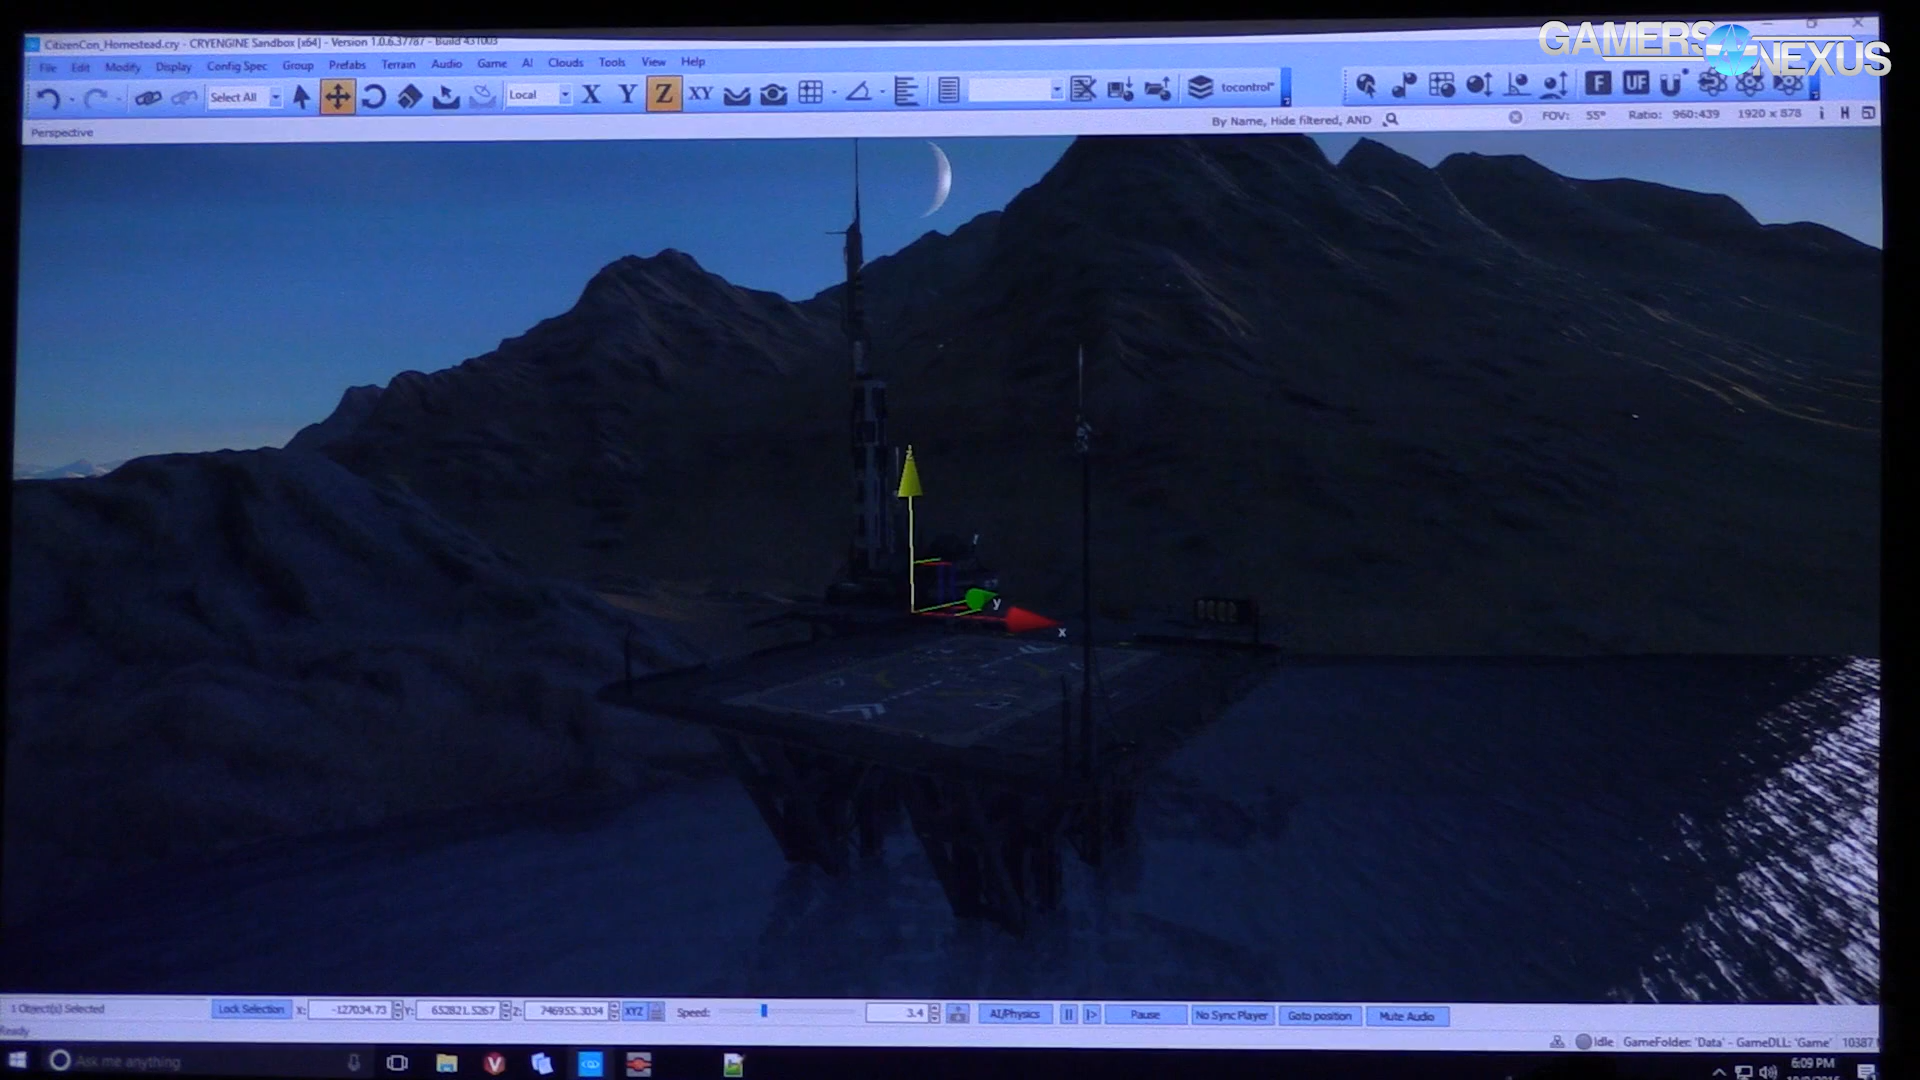 GAMERS NEXUS
CitizenCon_Homestead.cry - CRYENGINE Sandbox [x64] - Version 1.0.6.37787 - Build 431003
File Edit Modify Display Config Spec Group Prefabs Terrain Audio Game AI Clouds Tools View Help
Select All Local X Y Z XY tocontrol* F UF
Perspective By Name, Hide filtered, AND FOV: 55° Ratio: 960:439 1920 x 878 i H
z
y
x
1 Object(s) Selected Lock Selection X: -127034.73 Y: 652821.5267 Z: 746955.3034 XYZ Speed: 3.4 AI/Physics Pause No Sync Player Goto position Mute Audio
Ready Idle GameFolder: 'Data' - GameDLL: 'Game' 10387
Ask me anything 6:09 PM